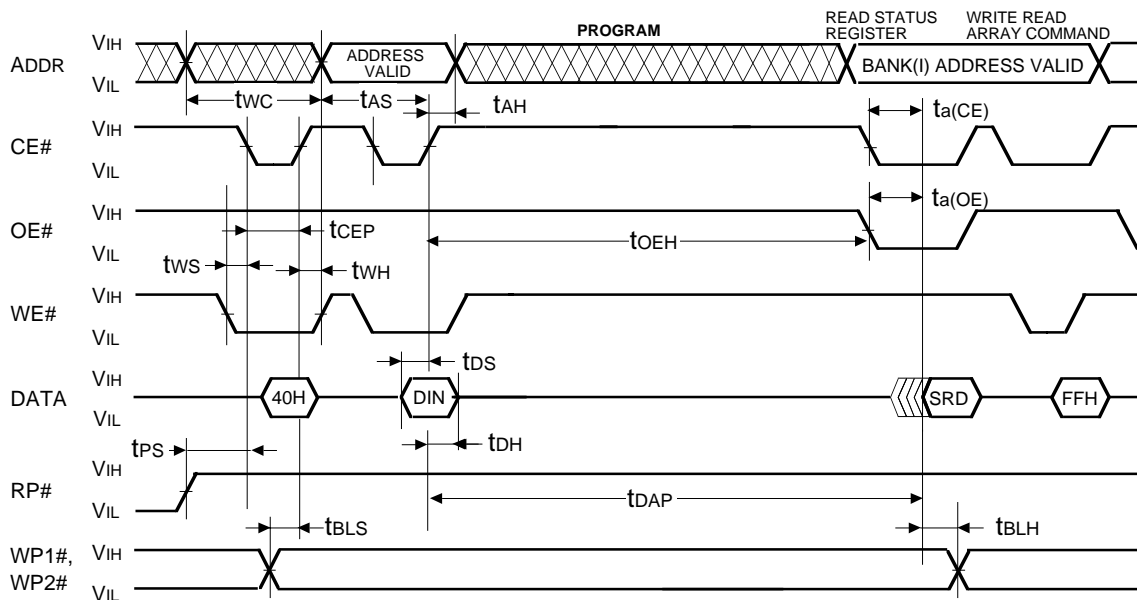 PROGRAM
READ STATUS REGISTER
WRITE READ ARRAY COMMAND
ADDR
VIH
VIL
ADDRESS VALID
BANK(I) ADDRESS VALID
tWC
tAS
tAH
ta(CE)
CE#
VIH
VIL
ta(OE)
OE#
VIH
VIL
tCEP
tOEH
tWS
tWH
WE#
VIH
VIL
tDS
DATA
VIH
VIL
40H
DIN
SRD
FFH
tPS
tDH
RP#
VIH
VIL
tDAP
tBLS
tBLH
WP1#,
WP2#
VIH
VIL